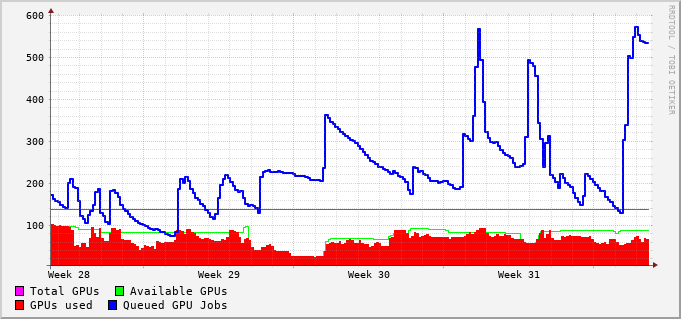 600
500
400
300
200
100
Week 28 Week 29 Week 30 Week 31
Total GPUs Available GPUs
GPUs used Queued GPU Jobs
RRDTOOL / TOBI OETIKER